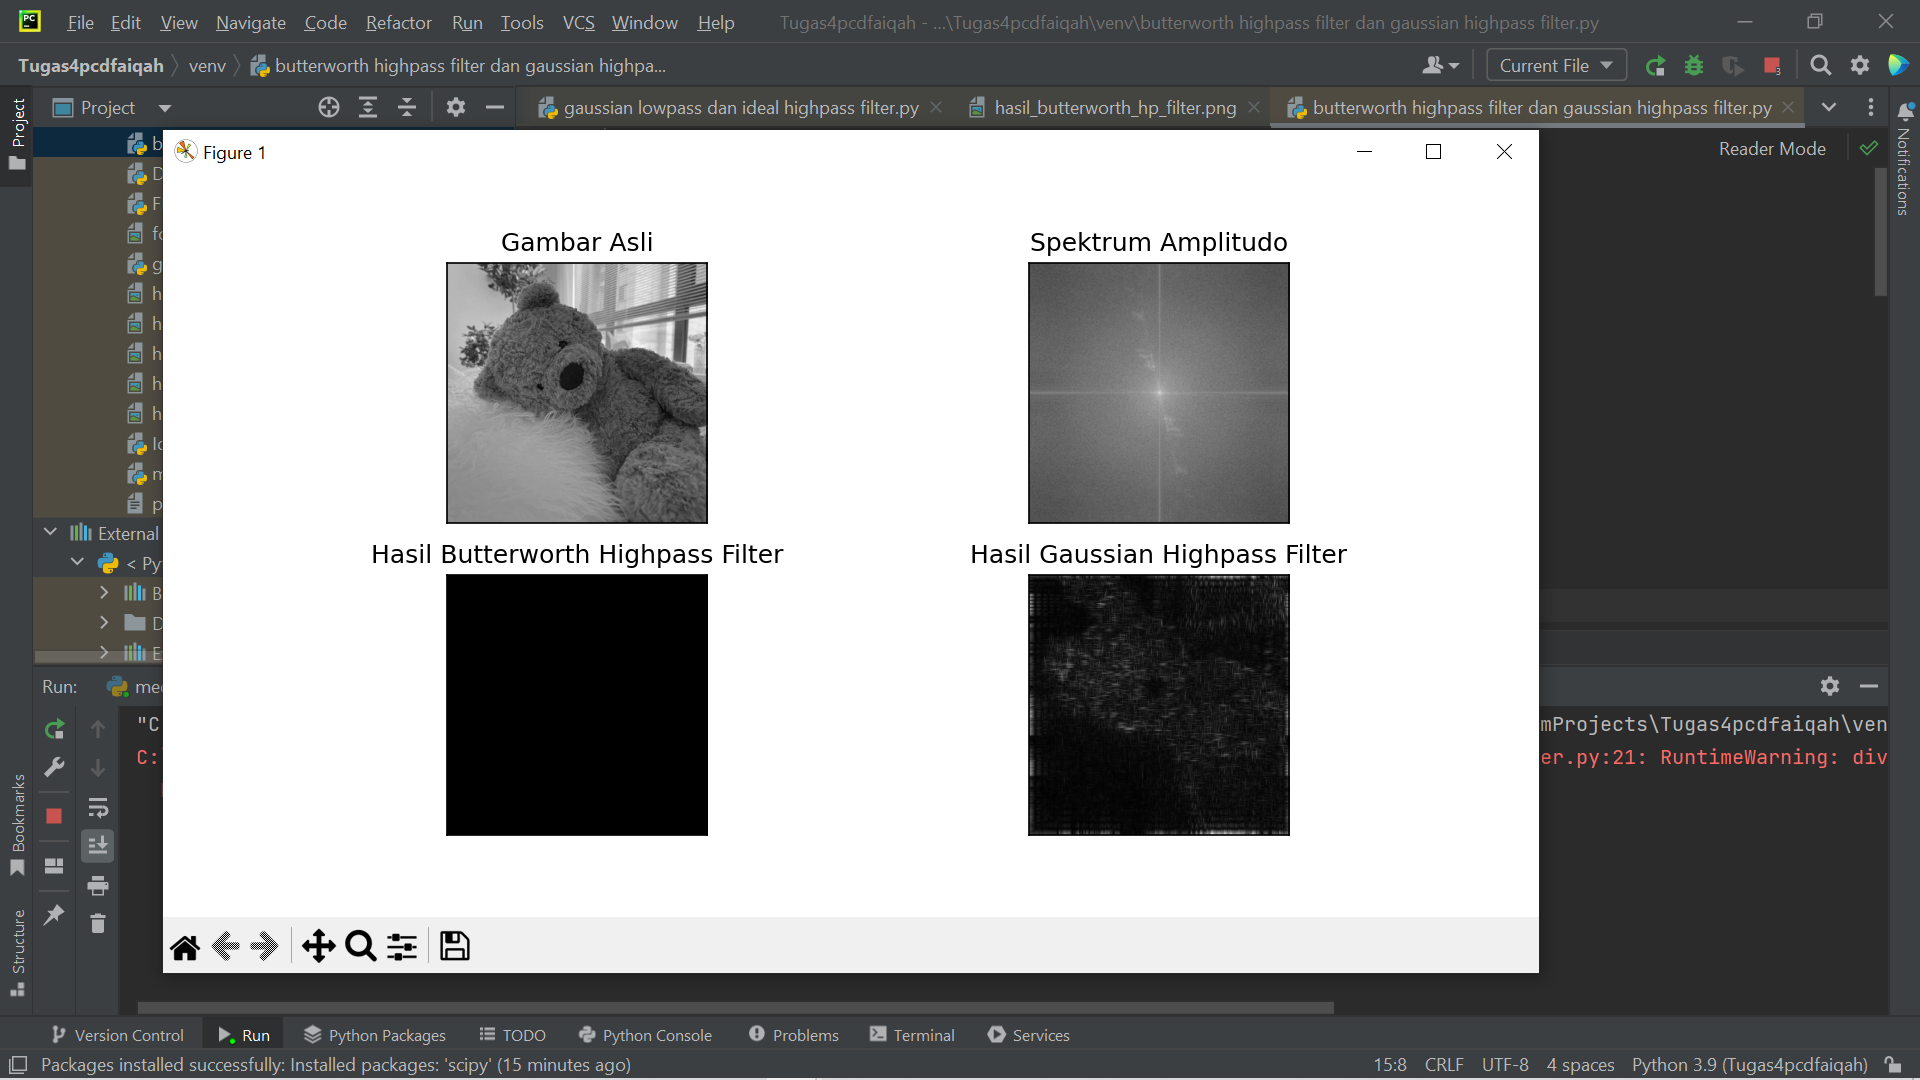 File Edit View Navigate Code Refactor Run Tools VCS Window Help Tugas4pcdfaiqah - ...\Tugas4pcdfaiqah\venv\butterworth highpass filter dan gaussian highpass filter.py
Tugas4pcdfaiqah venv butterworth highpass filter dan gaussian highpa... Current File
Project gaussian lowpass dan ideal highpass filter.py hasil_butterworth_hp_filter.png butterworth highpass filter dan gaussian highpass filter.py
Project
Notifications
Reader Mode
Figure 1
Gambar Asli
Spektrum Amplitudo
Hasil Butterworth Highpass Filter
Hasil Gaussian Highpass Filter
b
D
F
g
h
h
h
h
h
External
< Py
B
D
E
Run:
"C
mProjects\Tugas4pcdfaiqah\ven
C:
er.py:21: RuntimeWarning: div
Bookmarks
Structure
Version Control Run Python Packages TODO Python Console Problems Terminal Services
Packages installed successfully: Installed packages: 'scipy' (15 minutes ago) 15:8 CRLF UTF-8 4 spaces Python 3.9 (Tugas4pcdfaiqah)